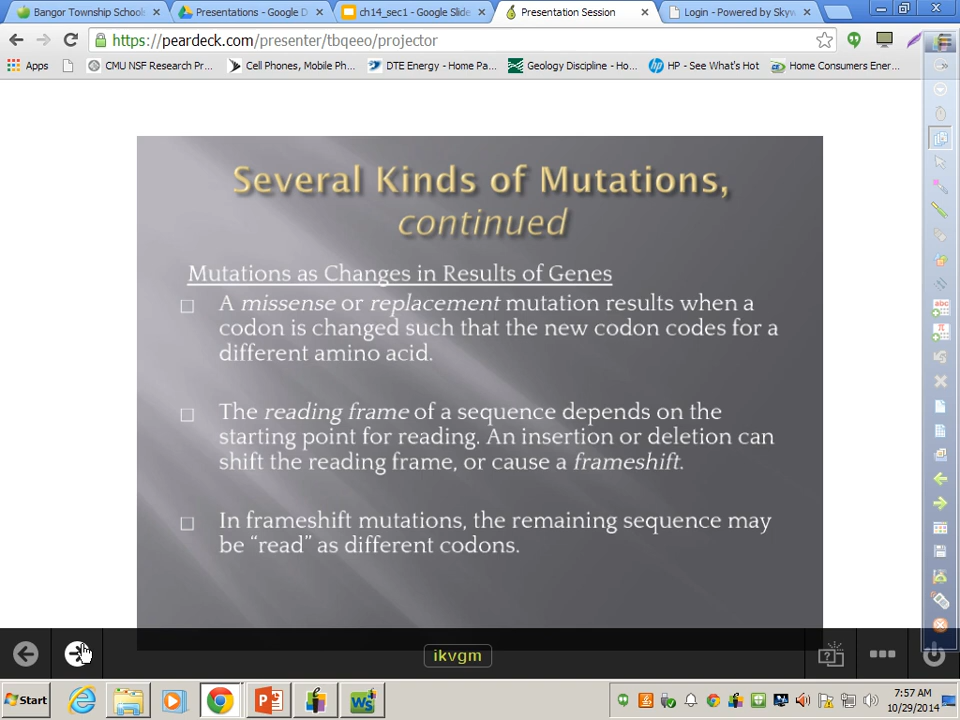 Bangor Township Schools
Presentations - Google D
ch14_sec1 - Google Slide
Presentation Session
Login - Powered by Skyw
https://peardeck.com/presenter/tbqeeo/projector
Apps
CMU NSF Research Pr...
Cell Phones, Mobile Ph...
DTE Energy - Home Pa...
Geology Discipline - Ho...
HP - See What's Hot
Home Consumers Ener...
Several Kinds of Mutations,
continued
Mutations as Changes in Results of Genes
A missense or replacement mutation results when a
codon is changed such that the new codon codes for a
different amino acid.
The reading frame of a sequence depends on the
starting point for reading. An insertion or deletion can
shift the reading frame, or cause a frameshift.
In frameshift mutations, the remaining sequence may
be “read” as different codons.
abc
π
ikvgm
Start
7:57 AM
10/29/2014